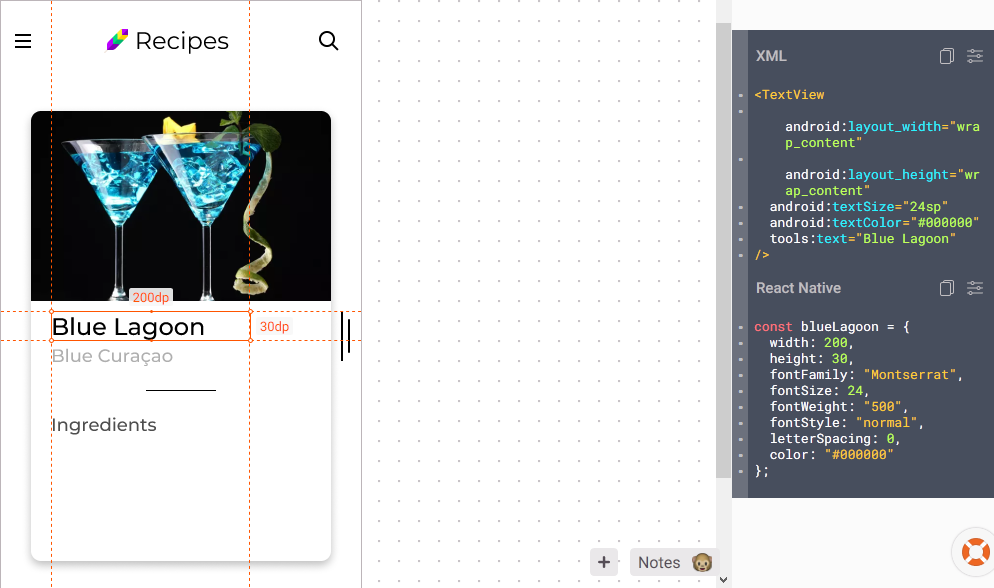 Recipes
200dp
Blue Lagoon
30dp
Blue Curaçao
Ingredients
+
Notes
XML
<TextView
android:layout_width="wra
p_content"
android:layout_height="wr
ap_content"
android:textSize="24sp"
android:textColor="#000000"
tools:text="Blue Lagoon"
/>
React Native
const blueLagoon = {
width: 200,
height: 30,
fontFamily: "Montserrat",
fontSize: 24,
fontWeight: "500",
fontStyle: "normal",
letterSpacing: 0,
color: "#000000"
};